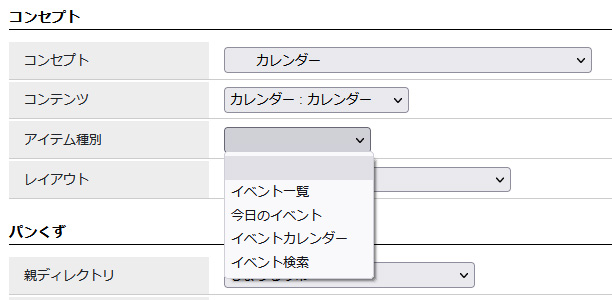 コンセプト
コンセプト
カレンダー
コンテンツ
カレンダー : カレンダー
アイテム種別
レイアウト
イベント一覧
今日のイベント
イベントカレンダー
イベント検索
パンくず
親ディレクトリ